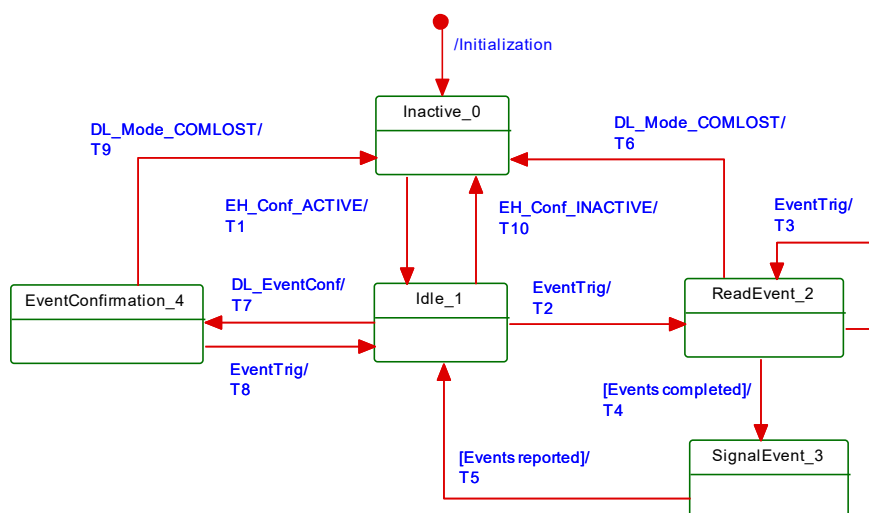 /Initialization
Inactive_0
DL_Mode_COMLOST/
T9
DL_Mode_COMLOST/
T6
EH_Conf_ACTIVE/
T1
EH_Conf_INACTIVE/
T10
EventTrig/
T3
EventConfirmation_4
DL_EventConf/
T7
Idle_1
EventTrig/
T2
ReadEvent_2
EventTrig/
T8
[Events completed]/
T4
[Events reported]/
T5
SignalEvent_3